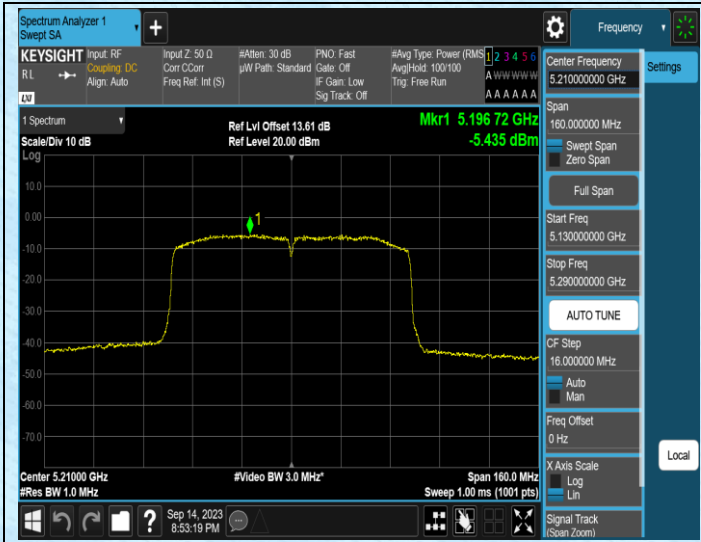 Spectrum Analyzer 1
Swept SA
+
Frequency
KEYSIGHT
RL
LXI
Input: RF
Coupling: DC
Align: Auto
Input Z: 50 Ω
Corr CCorr
Freq Ref: Int (S)
#Atten: 30 dB
µW Path: Standard
PNO: Fast
Gate: Off
IF Gain: Low
Sig Track: Off
#Avg Type: Power (RMS
Avg|Hold: 100/100
Trig: Free Run
1 2 3 4 5 6
A W W W W W
A A A A A A
1 Spectrum
Scale/Div 10 dB
Log
Ref Lvl Offset 13.61 dB
Ref Level 20.00 dBm
Mkr1 5.196 72 GHz
-5.435 dBm
10.0
0.00
-10.0
-20.0
-30.0
-40.0
-50.0
-60.0
-70.0
1
Center 5.21000 GHz
#Res BW 1.0 MHz
#Video BW 3.0 MHz*
Span 160.0 MHz
Sweep 1.00 ms (1001 pts)
?
Sep 14, 2023
8:53:19 PM
Center Frequency
5.210000000 GHz
Span
160.000000 MHz
Swept Span
Zero Span
Full Span
Start Freq
5.130000000 GHz
Stop Freq
5.290000000 GHz
AUTO TUNE
CF Step
16.000000 MHz
Auto
Man
Freq Offset
0 Hz
X Axis Scale
Log
Lin
Signal Track
(Span Zoom)
Settings
Local